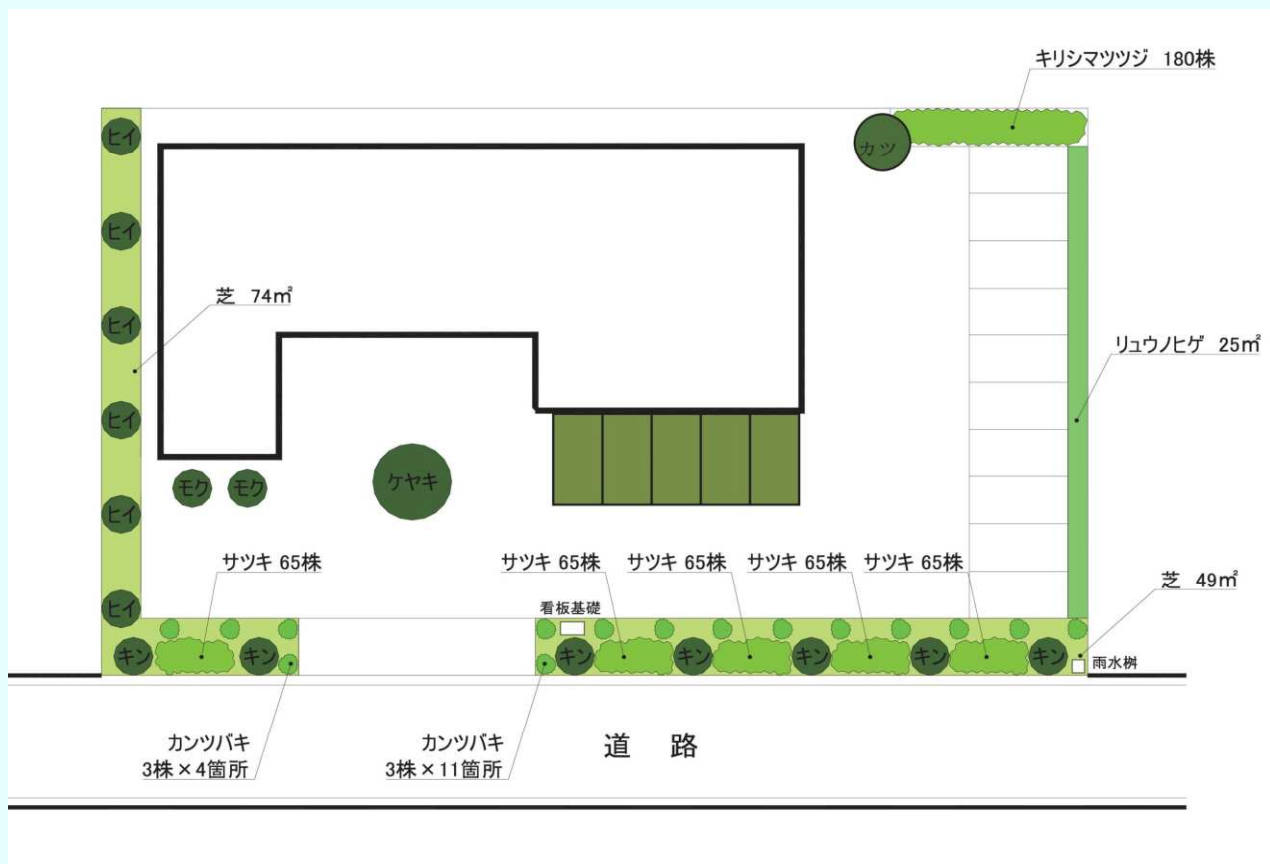 キリシマツツジ 180株
ヒイ
カツ
ヒイ
芝 74㎡
ヒイ
リュウノヒゲ 25㎡
ヒイ
モク
モク
ケヤキ
ヒイ
サツキ 65株
サツキ 65株
サツキ 65株
サツキ 65株
サツキ 65株
芝 49㎡
ヒイ
看板基礎
キン
キン
キン
キン
キン
キン
キン
雨水桝
カンツバキ
3株×4箇所
カンツバキ
3株×11箇所
道 路